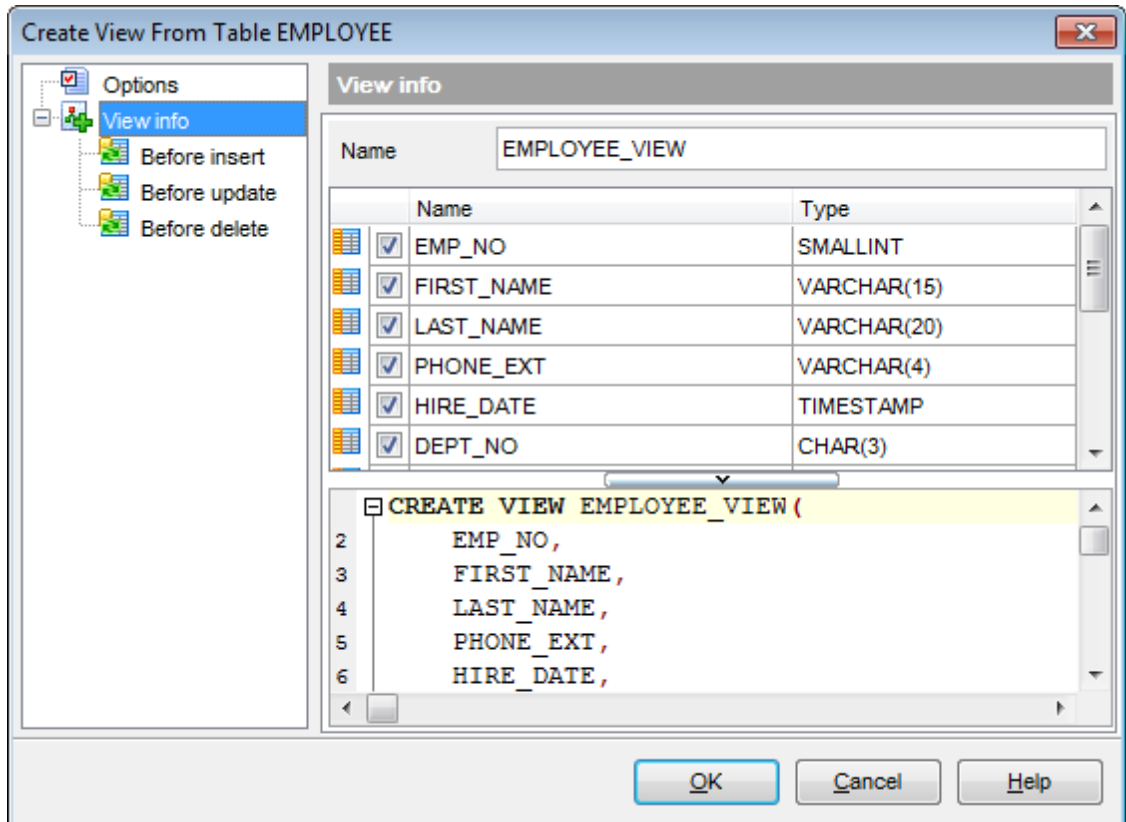 Create View From Table EMPLOYEE
Options
View info
Before insert
Before update
Before delete
View info
Name EMPLOYEE_VIEW
Name Type
EMP_NO SMALLINT
FIRST_NAME VARCHAR(15)
LAST_NAME VARCHAR(20)
PHONE_EXT VARCHAR(4)
HIRE_DATE TIMESTAMP
DEPT_NO CHAR(3)
CREATE VIEW EMPLOYEE_VIEW(
2 EMP_NO,
3 FIRST_NAME,
4 LAST_NAME,
5 PHONE_EXT,
6 HIRE_DATE,
OK Cancel Help